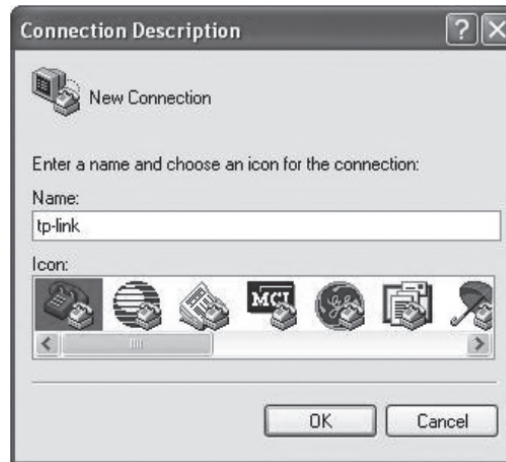 Connection Description
New Connection
Enter a name and choose an icon for the connection:
Name:
tp-link
Icon:
MCI
OK
Cancel